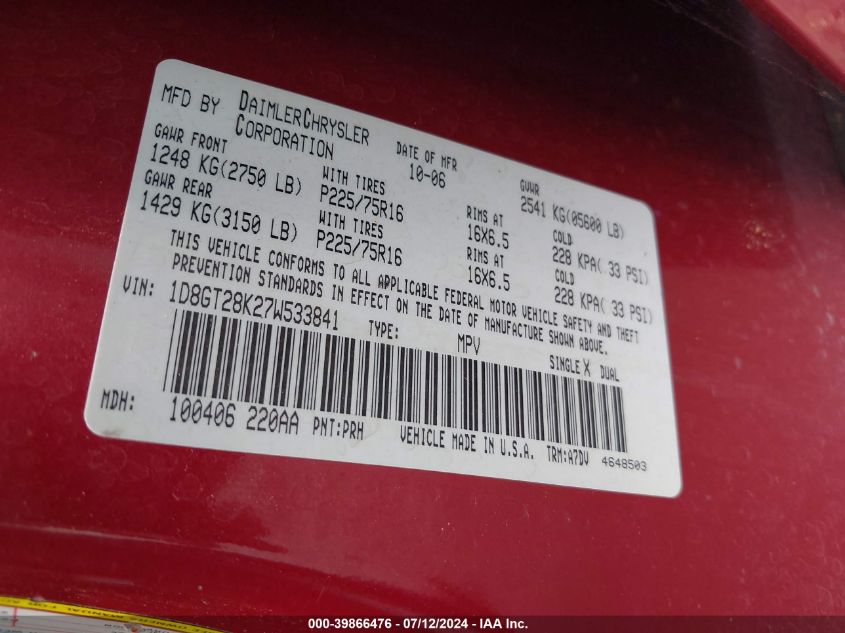 MFD BY DAIMLERCHRYSLER CORPORATION
DATE OF MFR 10-06
GVWR 2541 KG(05600 LB)
GAWR FRONT 1248 KG(2750 LB)
WITH TIRES P225/75R16
RIMS AT 16X6.5
COLD 228 KPA( 33 PSI)
GAWR REAR 1429 KG(3150 LB)
WITH TIRES P225/75R16
RIMS AT 16X6.5
COLD 228 KPA( 33 PSI)
THIS VEHICLE CONFORMS TO ALL APPLICABLE FEDERAL MOTOR VEHICLE SAFETY AND THEFT
PREVENTION STANDARDS IN EFFECT ON THE DATE OF MANUFACTURE SHOWN ABOVE.
VIN: 1D8GT28K27W533841 TYPE: MPV SINGLE X DUAL
MDH: 100406 220AA PNT:PRH VEHICLE MADE IN U.S.A. TRM:A7DV 4648503
OWNERS MANUAL FOR
000-39866476 - 07/12/2024 - IAA Inc.